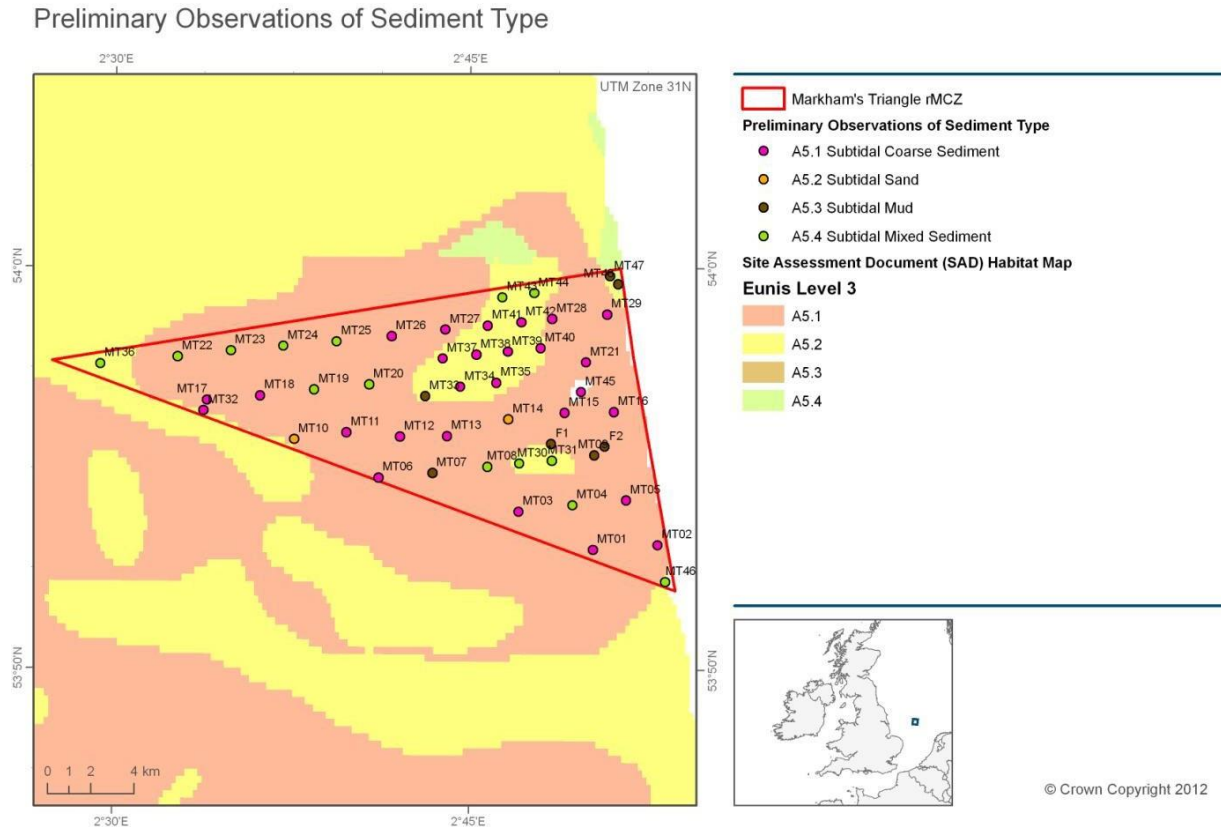 Preliminary Observations of Sediment Type
2°30'E
2°45'E
UTM Zone 31N
54°0'N
54°0'N
MT47
MT43
MT44
MT29
MT41
MT42
MT28
MT26
MT27
MT25
MT24
MT23
MT22
MT36
MT38
MT39
MT40
MT37
MT21
MT20
MT19
MT18
MT17
MT32
MT33
MT34
MT35
MT45
MT14
MT15
MT16
MT10
MT11
MT12
MT13
F1
F2
MT06
MT07
MT08
MT30
MT31
MT03
MT04
MT05
MT01
MT02
MT46
53°50'N
53°50'N
0 1 2 4 km
2°30'E
2°45'E
Markham's Triangle rMCZ
Preliminary Observations of Sediment Type
A5.1 Subtidal Coarse Sediment
A5.2 Subtidal Sand
A5.3 Subtidal Mud
A5.4 Subtidal Mixed Sediment
Site Assessment Document (SAD) Habitat Map
Eunis Level 3
A5.1
A5.2
A5.3
A5.4
© Crown Copyright 2012